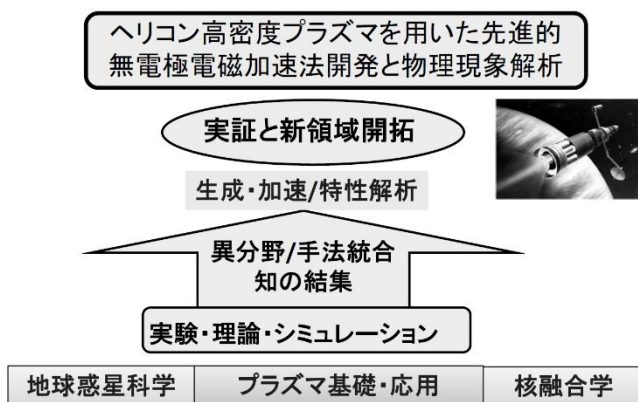 ヘリコン高密度プラズマを用いた先進的
無電極電磁加速法開発と物理現象解析
実証と新領域開拓
生成・加速/特性解析
異分野/手法統合
知の結集
実験・理論・シミュレーション
地球惑星科学
プラズマ基礎・応用
核融合学